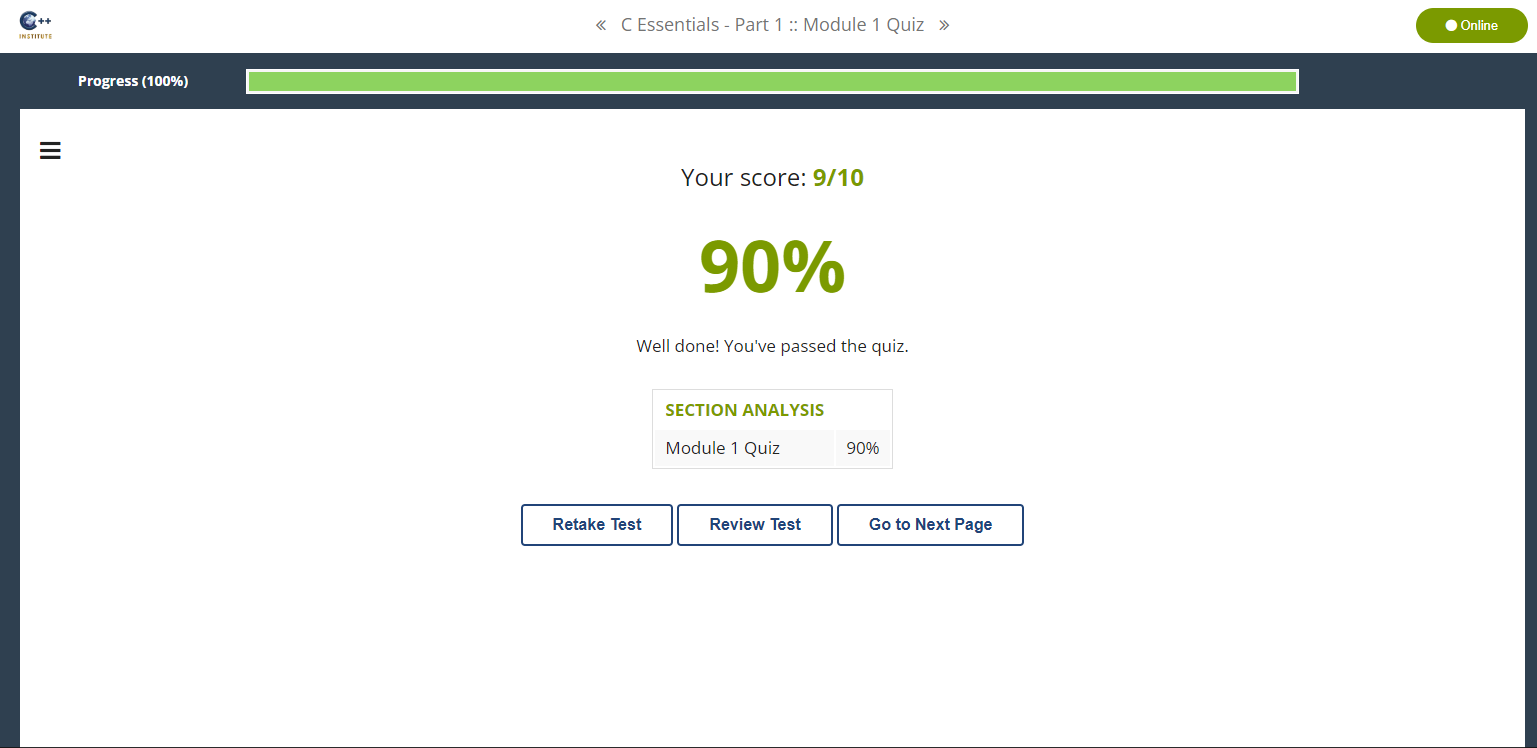 C++
INSTITUTE
« C Essentials - Part 1 :: Module 1 Quiz »
Online
Progress (100%)
Your score: 9/10
90%
Well done! You've passed the quiz.
SECTION ANALYSIS
Module 1 Quiz 90%
Retake Test Review Test Go to Next Page